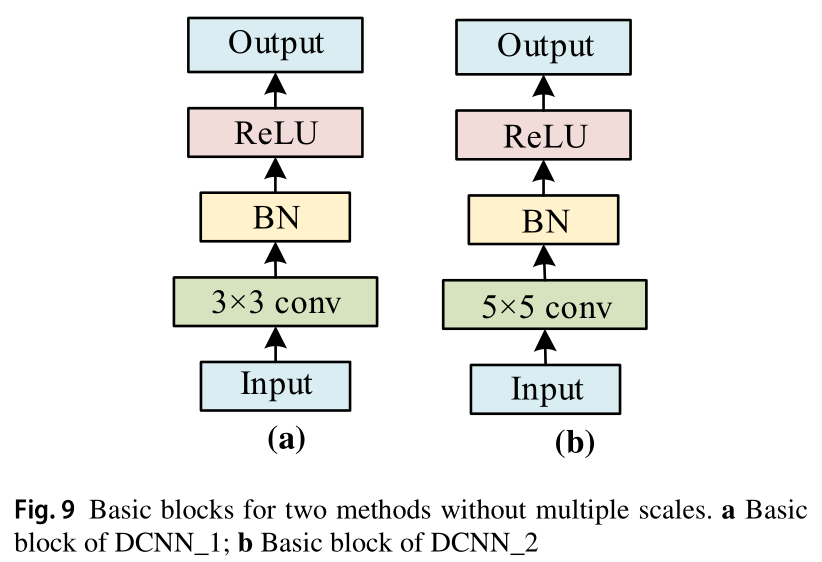 Output
ReLU
BN
3×3 conv
Input
(a)
Output
ReLU
BN
5×5 conv
Input
(b)
Fig. 9 Basic blocks for two methods without multiple scales. a Basic
block of DCNN_1; b Basic block of DCNN_2